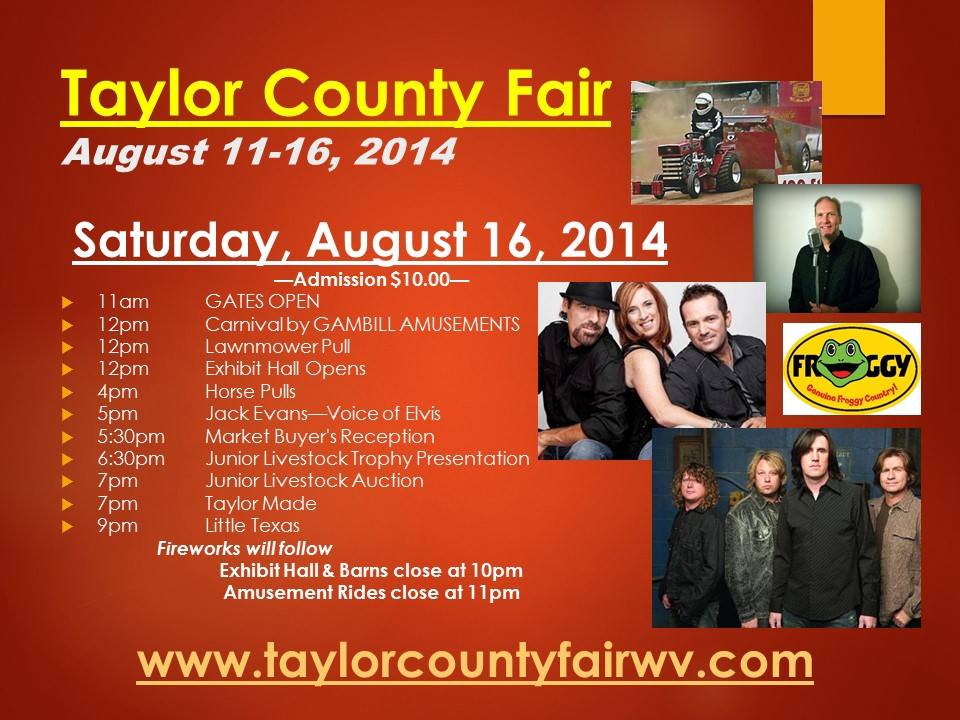 Taylor County Fair
August 11-16, 2014
Saturday, August 16, 2014
—Admission $10.00—
11am GATES OPEN
12pm Carnival by GAMBILL AMUSEMENTS
12pm Lawnmower Pull
12pm Exhibit Hall Opens
4pm Horse Pulls
5pm Jack Evans—Voice of Elvis
5:30pm Market Buyer's Reception
6:30pm Junior Livestock Trophy Presentation
7pm Junior Livestock Auction
7pm Taylor Made
9pm Little Texas
Fireworks will follow
Exhibit Hall & Barns close at 10pm
Amusement Rides close at 11pm
www.taylorcountyfairwv.com
FROGGY
Genuine Froggy Country!